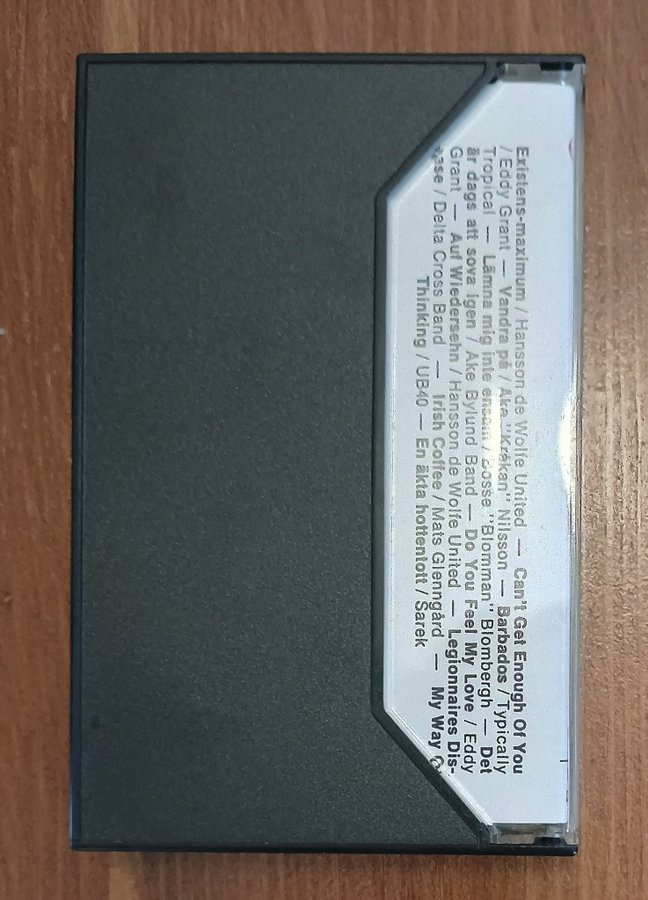 Existens-maximum / Hansson de Wolfe United — Can't Get Enough Of You
/ Eddy Grant — Vandra på / Åke "Kråkan" Nilsson — Barbados / Typically
Tropical — Lämna mig inte ensam / Bosse "Blomman" Blombergh — Det
är dags att sova igen / Åke Bylund Band — Do You Feel My Love / Eddy
Grant — Auf Wiedersehn / Hansson de Wolfe United — Legionnaires Dis-
ease / Delta Cross Band — Irish Coffee / Mats Glenngård — My Way
Thinking / UB40 — En äkta hottentott / Sarek